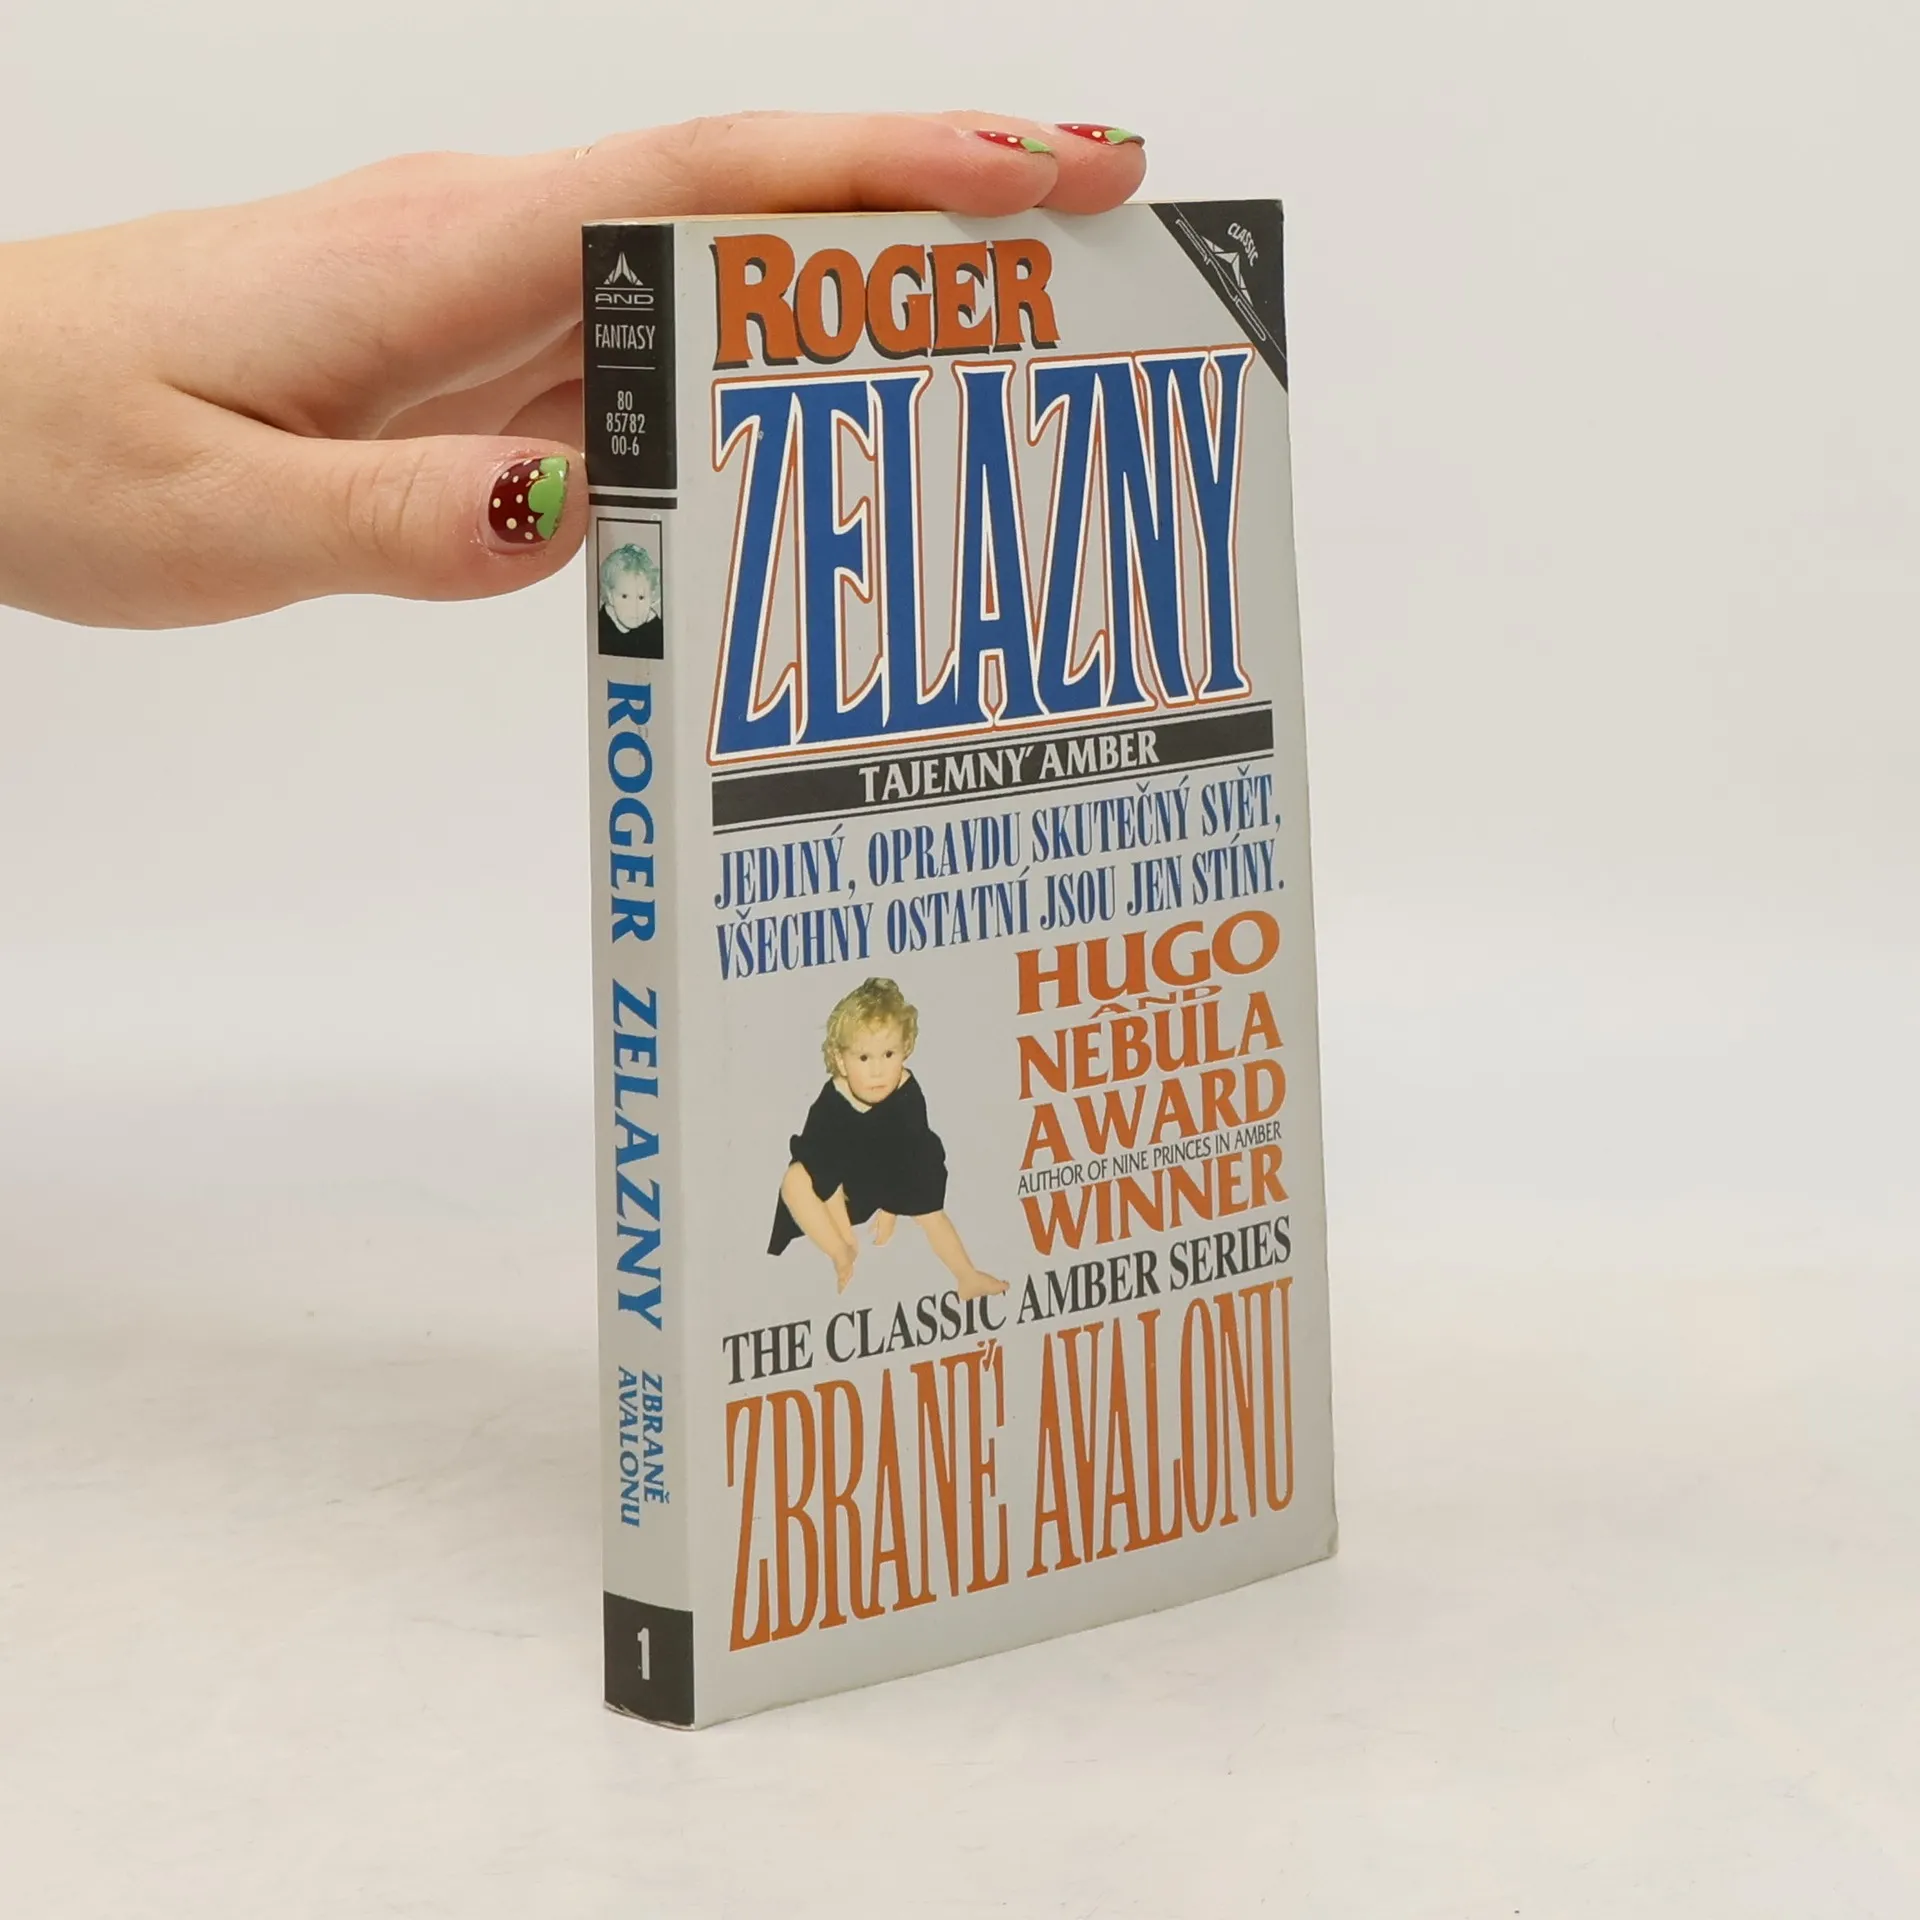 AND
FANTASY
80
85782
00-6
ROGER ZELAZNY
ZBRANĚ
AVALONU
1
CLASSIC
AND
ROGER
ZELAZNY
TAJEMNÝ AMBER
JEDINÝ, OPRAVDU SKUTEČNÝ SVĚT,
VŠECHNY OSTATNÍ JSOU JEN STÍNY.
HUGO
AND
NEBULA
AWARD
AUTHOR OF NINE PRINCES IN AMBER
WINNER
THE CLASSIC AMBER SERIES
ZBRANĚ AVALONU